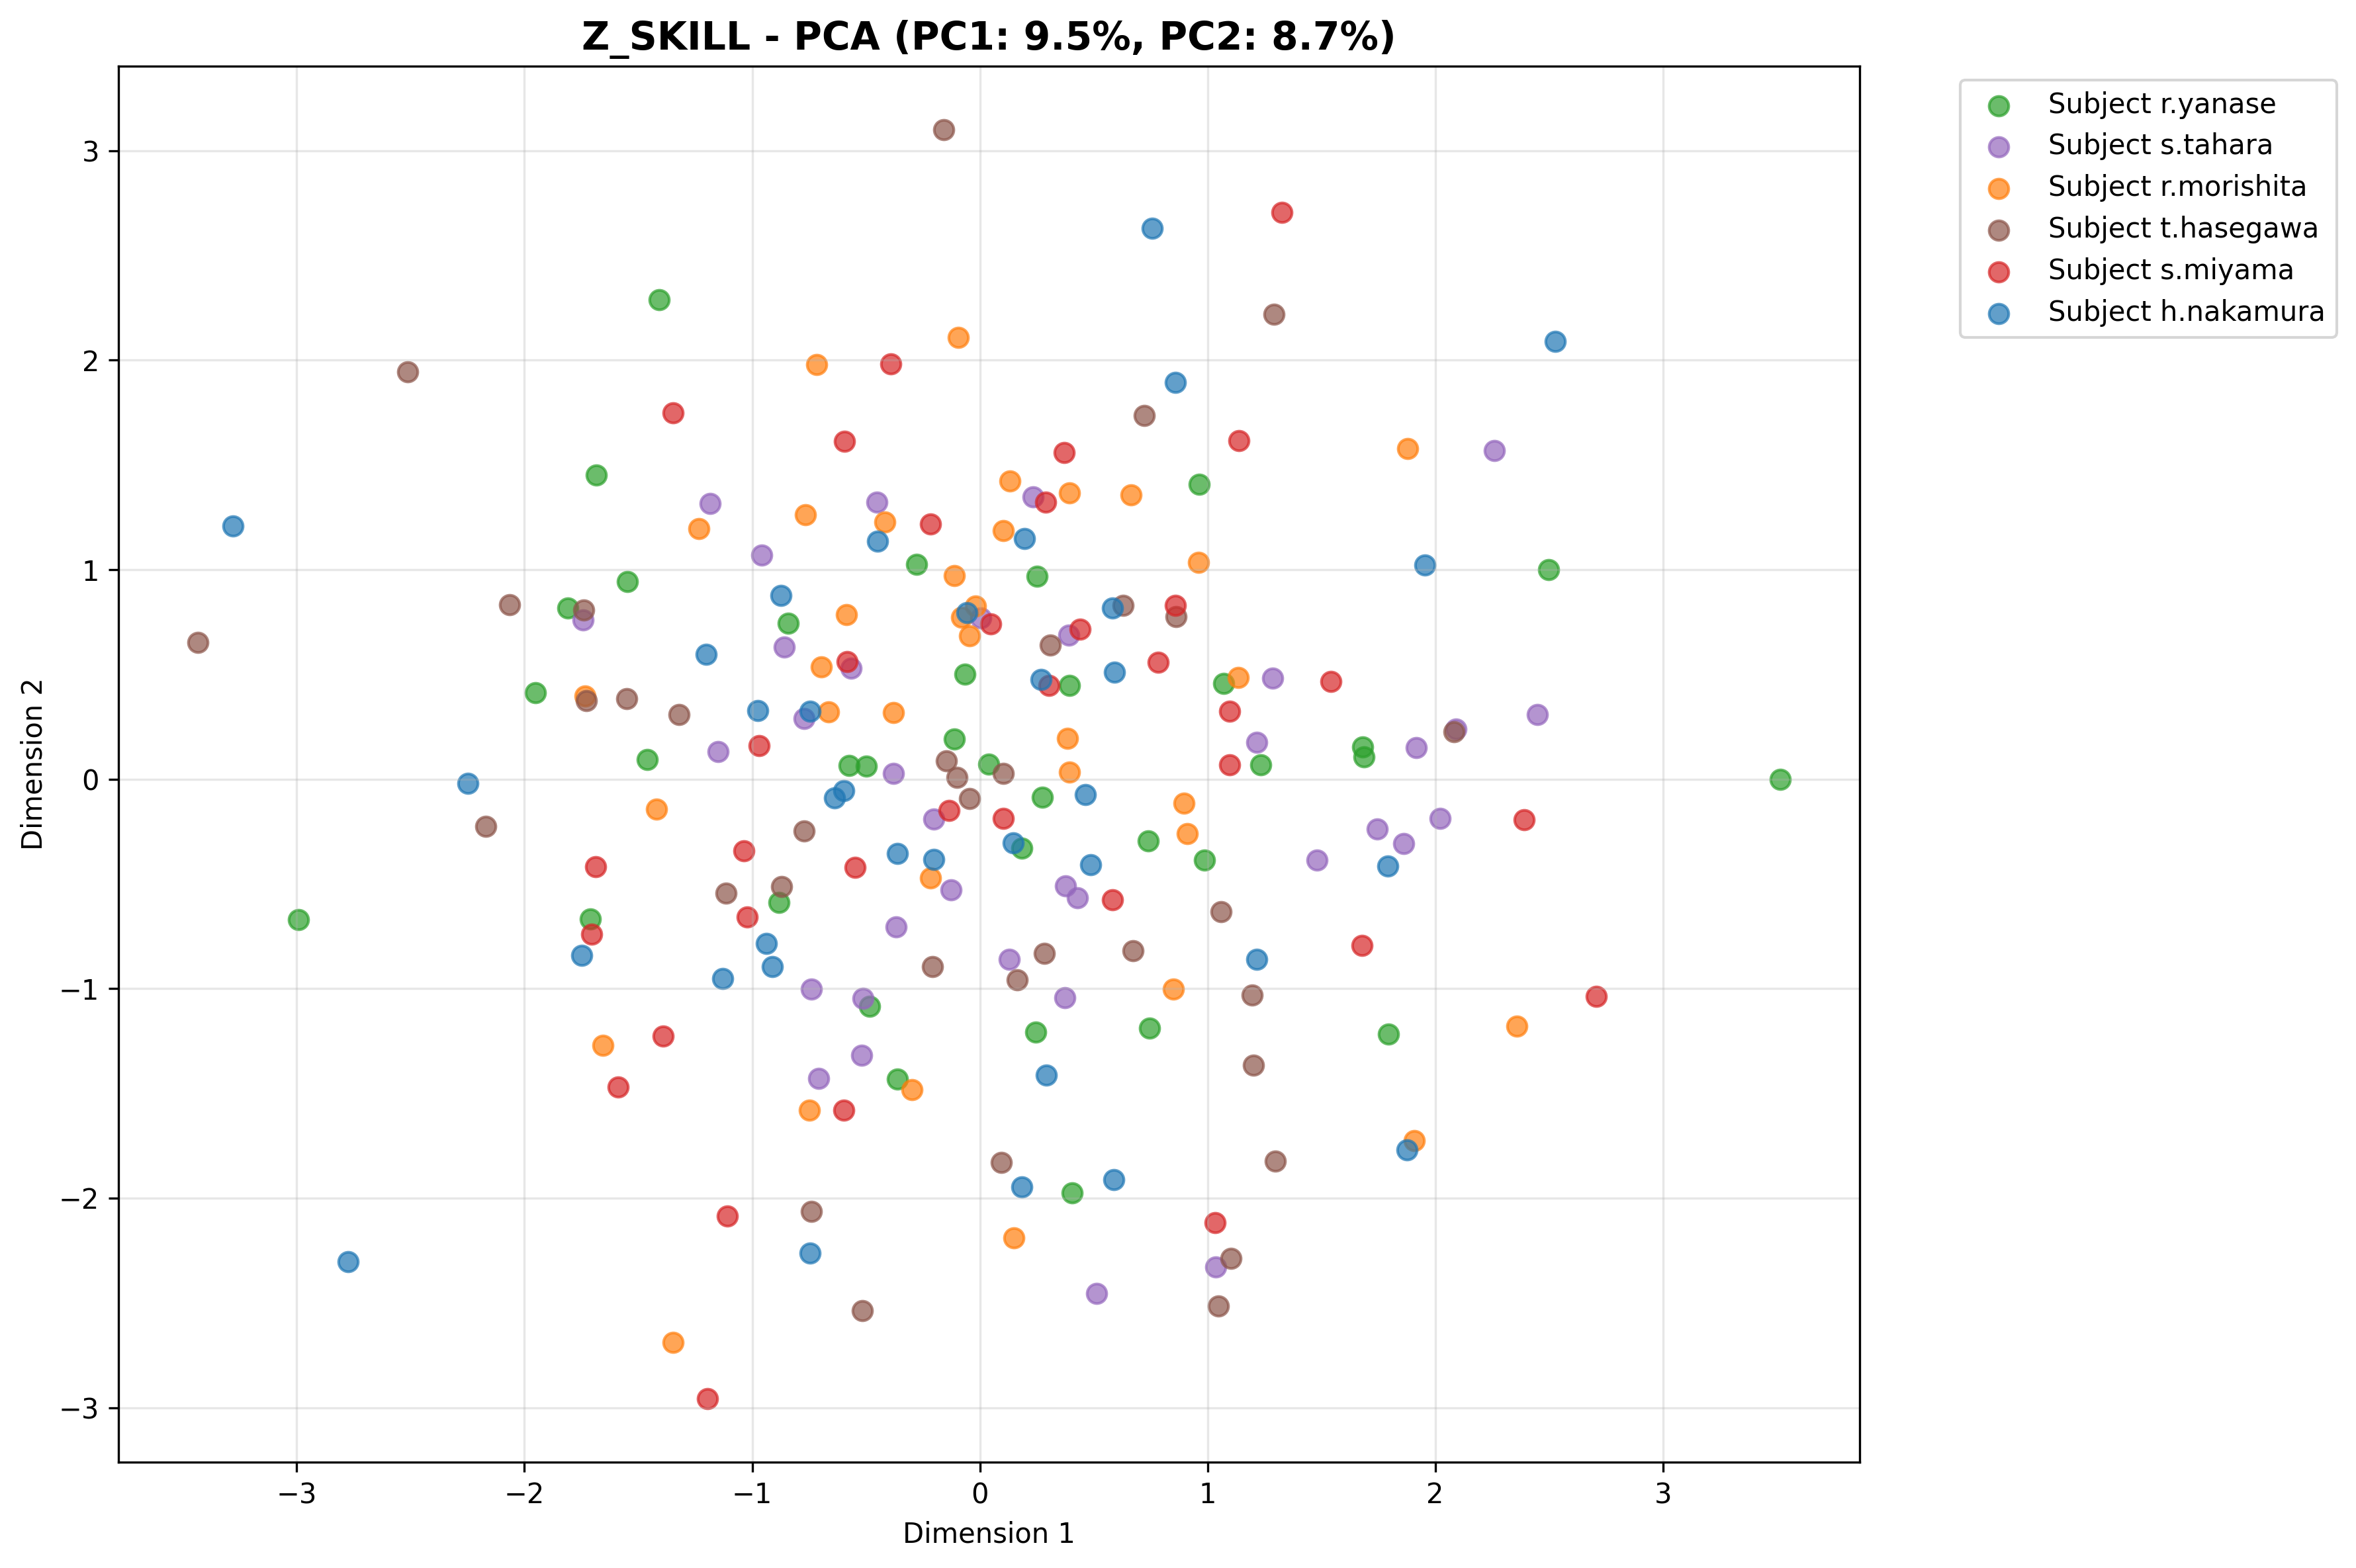 Z_SKILL - PCA (PC1: 9.5%, PC2: 8.7%)
Subject r.yanase
Subject s.tahara
Subject r.morishita
Subject t.hasegawa
Subject s.miyama
Subject h.nakamura
Dimension 2
3
2
1
0
−1
−2
−3
−3
−2
−1
0
1
2
3
Dimension 1